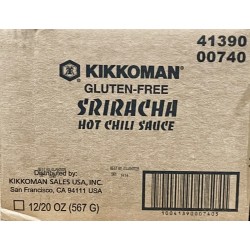 41390
00740
KIKKOMAN®
GLUTEN-FREE
SRIRACHA
HOT CHILI SAUCE
Distributed by:
KIKKOMAN SALES USA, INC.
San Francisco, CA 94111 USA
12/20 OZ (567 G)